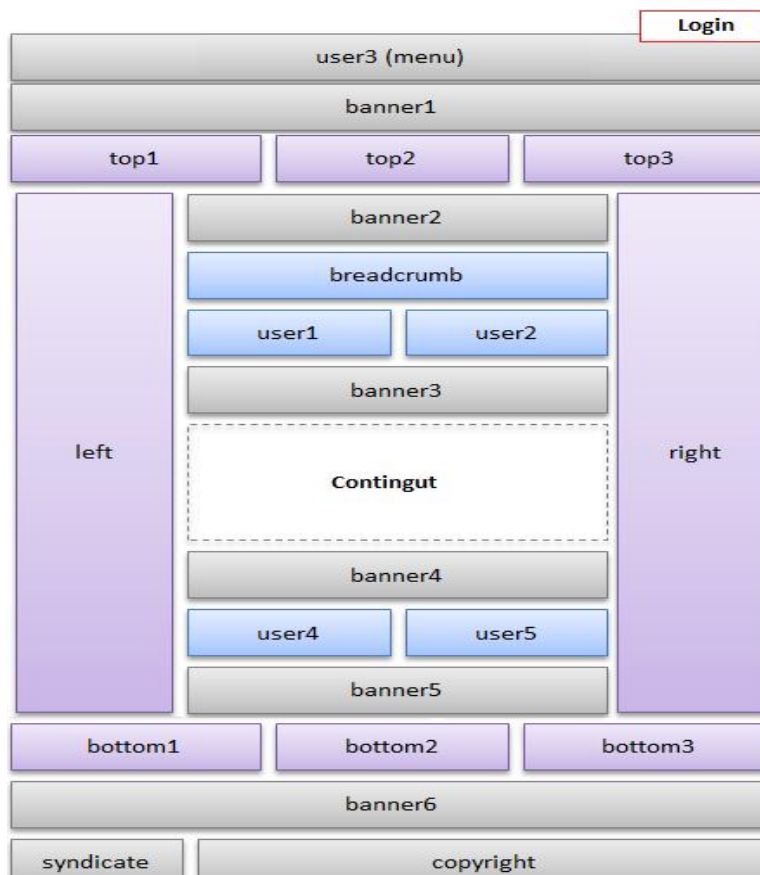 Login
user3 (menu)
banner1
top1 top2 top3
banner2
breadcrumb
user1 user2
banner3
left Contingut right
banner4
user4 user5
banner5
bottom1 bottom2 bottom3
banner6
syndicate copyright